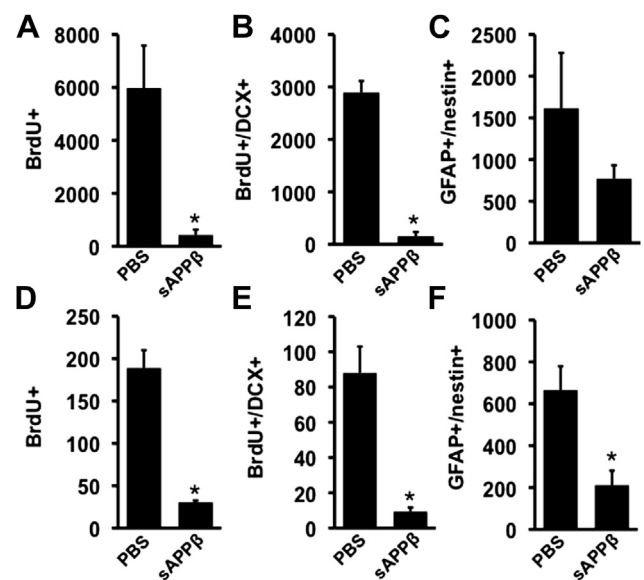 A
BrdU+
8000
6000
4000
2000
0
PBS
*
sAPPβ
B
BrdU+/DCX+
4000
3000
2000
1000
0
PBS
*
sAPPβ
C
GFAP+/nestin+
2500
2000
1500
1000
500
0
PBS
sAPPβ
D
BrdU+
250
200
150
100
50
0
PBS
*
sAPPβ
E
BrdU+/DCX+
120
100
80
60
40
20
0
PBS
*
sAPPβ
F
GFAP+/nestin+
1000
800
600
400
200
0
PBS
*
sAPPβ